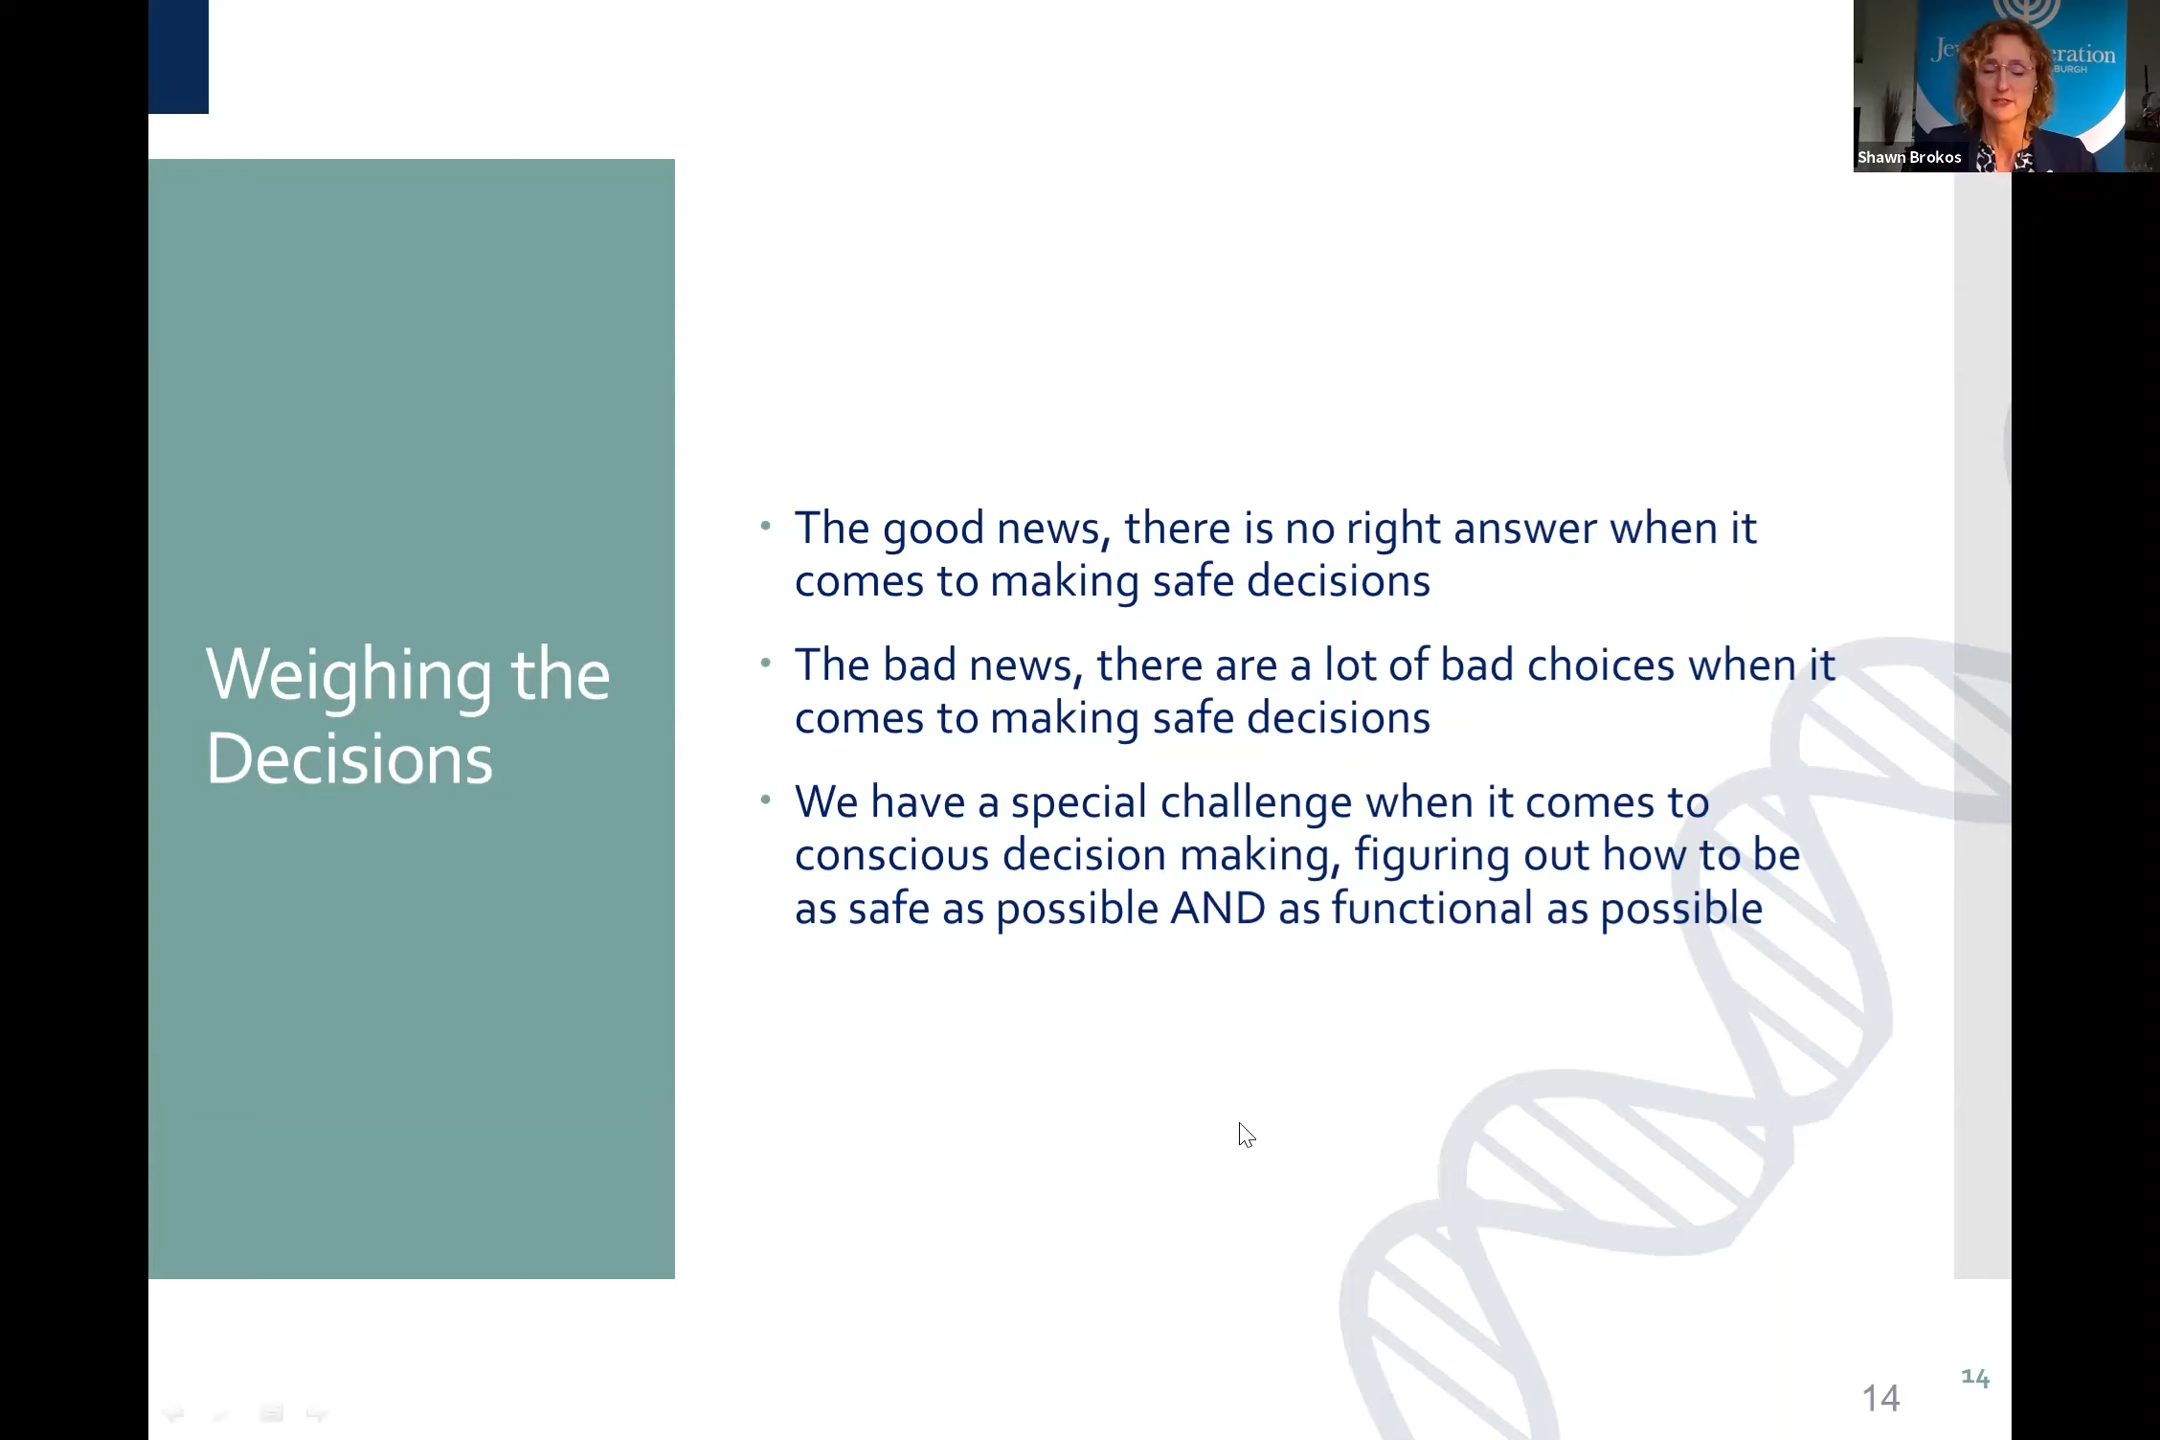 Weighing the
Decisions
• The good news, there is no right answer when it
comes to making safe decisions
• The bad news, there are a lot of bad choices when it
comes to making safe decisions
• We have a special challenge when it comes to
conscious decision making, figuring out how to be
as safe as possible AND as functional as possible
Shawn Brokos
14
14